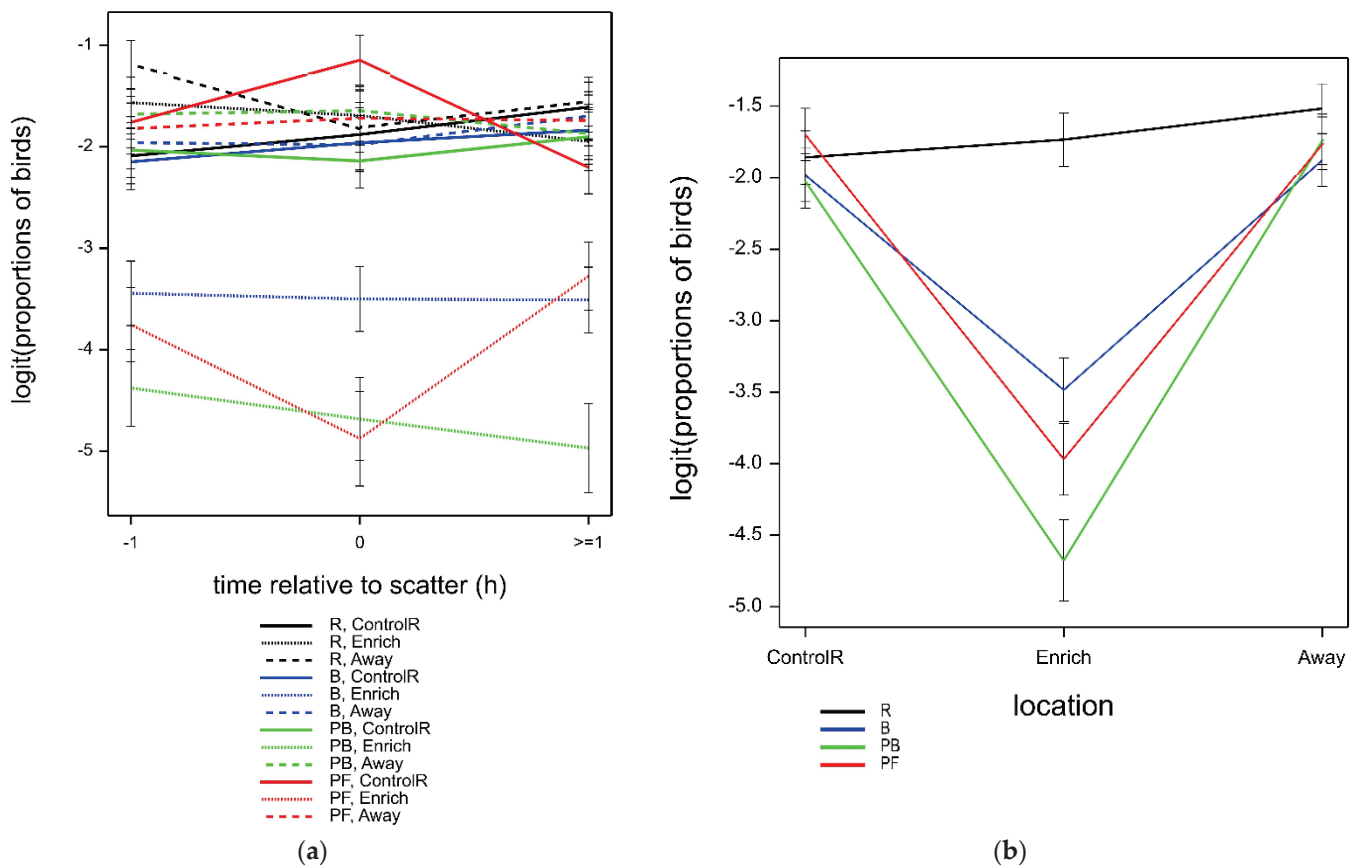 -1
-2
-3
-4
-5
logit(proportions of birds)
-1 0 >=1
time relative to scatter (h)
R, ControlR
R, Enrich
R, Away
B, ControlR
B, Enrich
B, Away
PB, ControlR
PB, Enrich
PB, Away
PF, ControlR
PF, Enrich
PF, Away
(a)
-1.5
-2.0
-2.5
-3.0
-3.5
-4.0
-4.5
-5.0
logit(proportions of birds)
ControlR Enrich Away
location
R
B
PB
PF
(b)